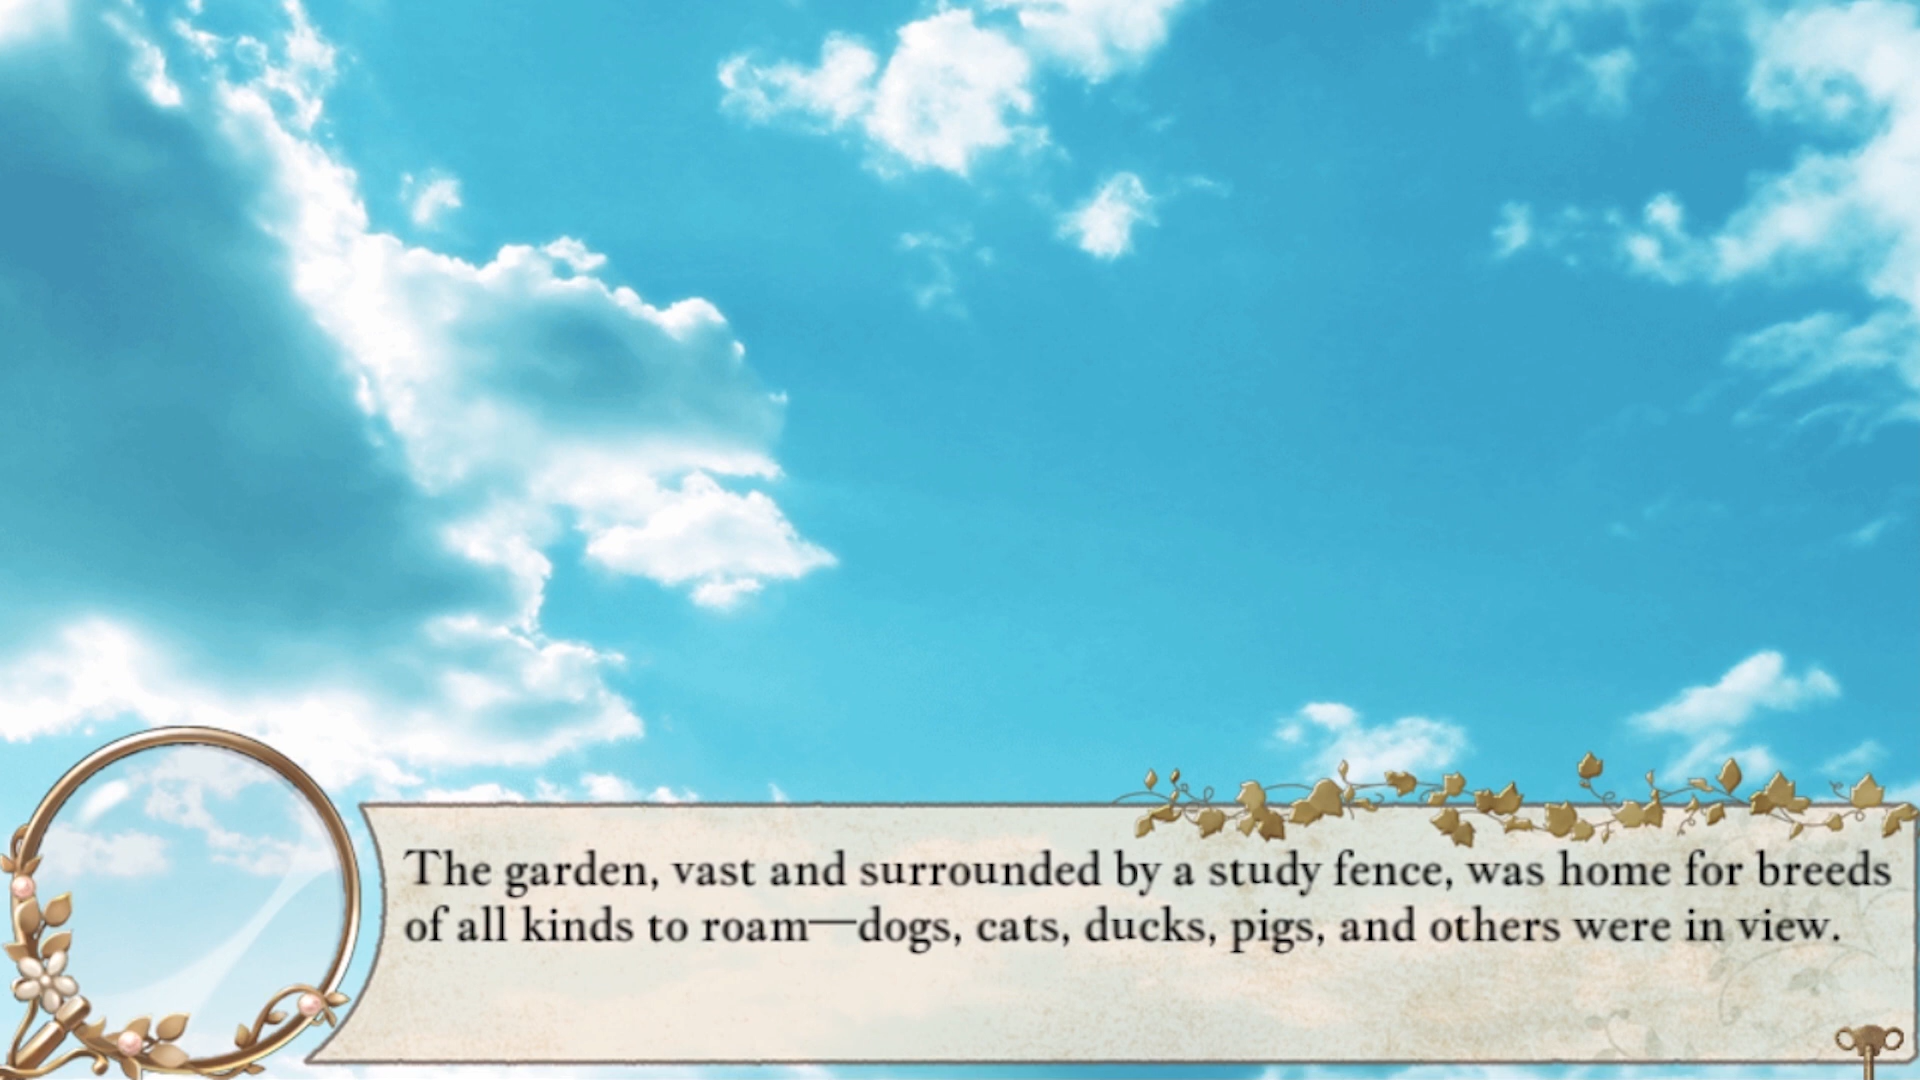 The garden, vast and surrounded by a study fence, was home for breeds
of all kinds to roam—dogs, cats, ducks, pigs, and others were in view.